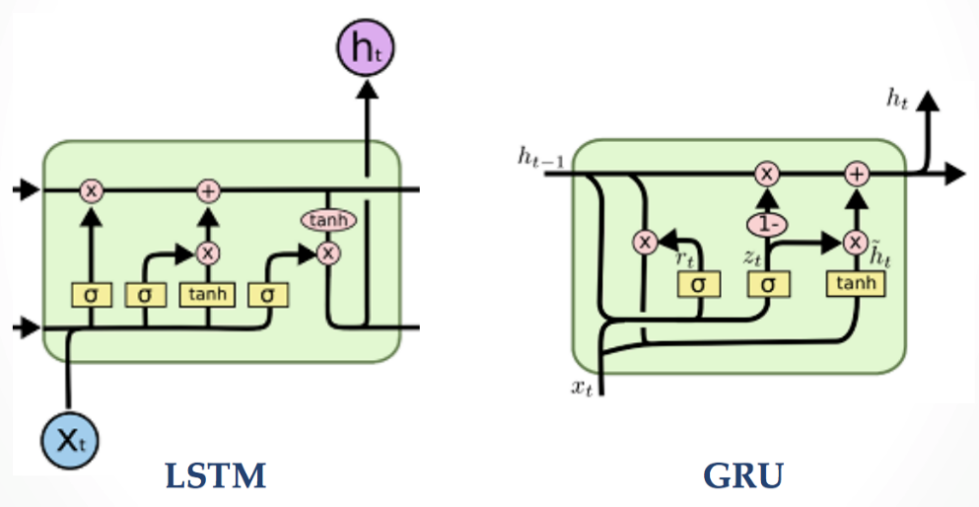 hₜ
x +
tanh
x x
σ σ tanh σ
Xₜ
LSTM
hₜ
hₜ₋₁
x +
1-
x rₜ zₜ x h̃ₜ
σ σ tanh
xₜ
GRU